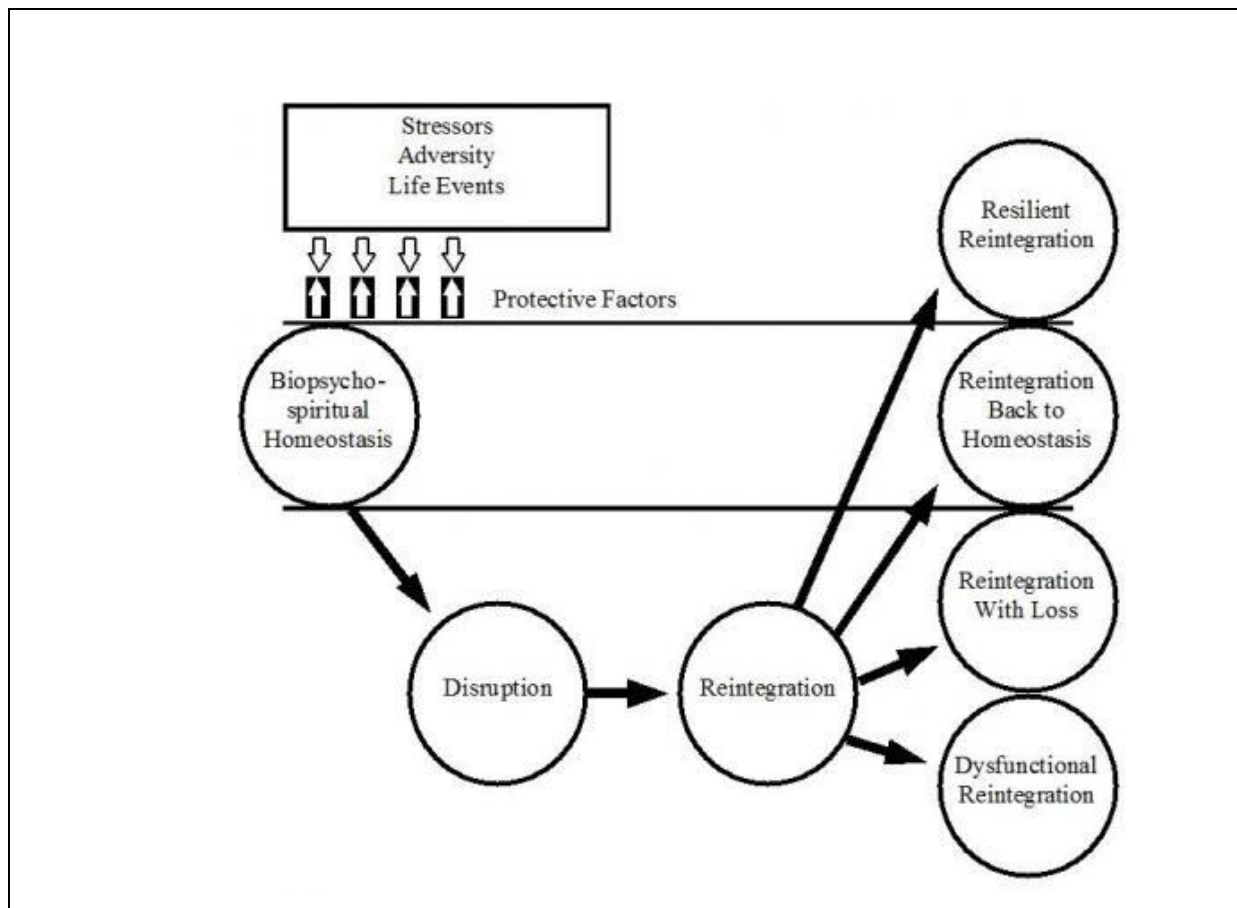 Stressors
Adversity
Life Events
Protective Factors
Biopsycho-
spiritual
Homeostasis
Disruption
Reintegration
Resilient
Reintegration
Reintegration
Back to
Homeostasis
Reintegration
With Loss
Dysfunctional
Reintegration